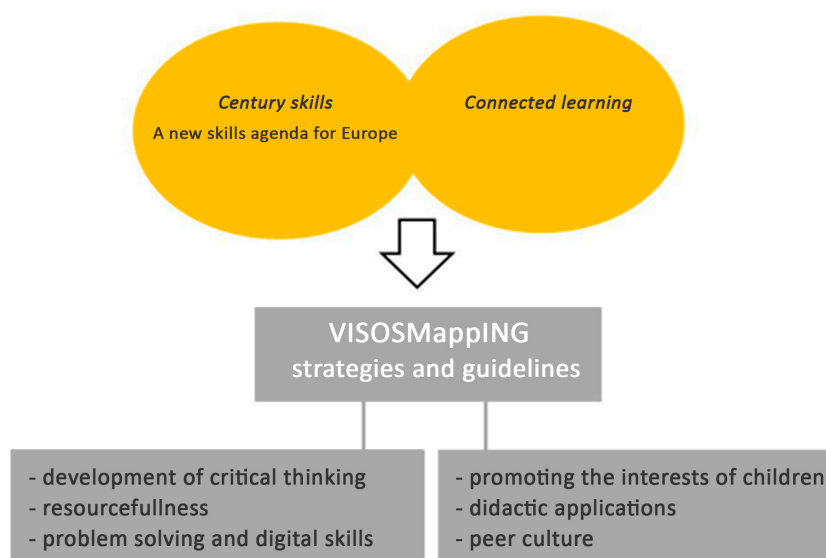 Century skills
A new skills agenda for Europe
Connected learning
VISOSMappING
strategies and guidelines
- development of critical thinking
- resourcefullness
- problem solving and digital skills
- promoting the interests of children
- didactic applications
- peer culture